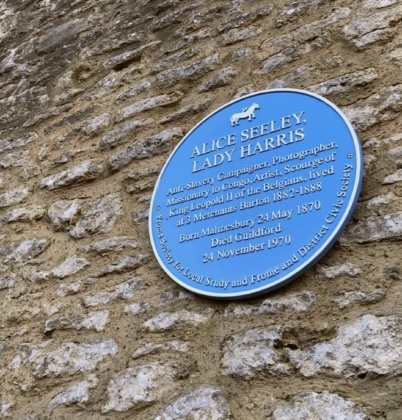 ALICE SEELEY,
LADY HARRIS
Anti-Slavery Campaigner, Photographer,
Missionary to Congo, Artist, Scourge of
King Leopold II of the Belgians, lived
at 3 Merchants Barton 1882-1888
Born Malmesbury 24 May 1870
Died Guildford
24 November 1970
Frome Society for Local Study and Frome and District Civic Society